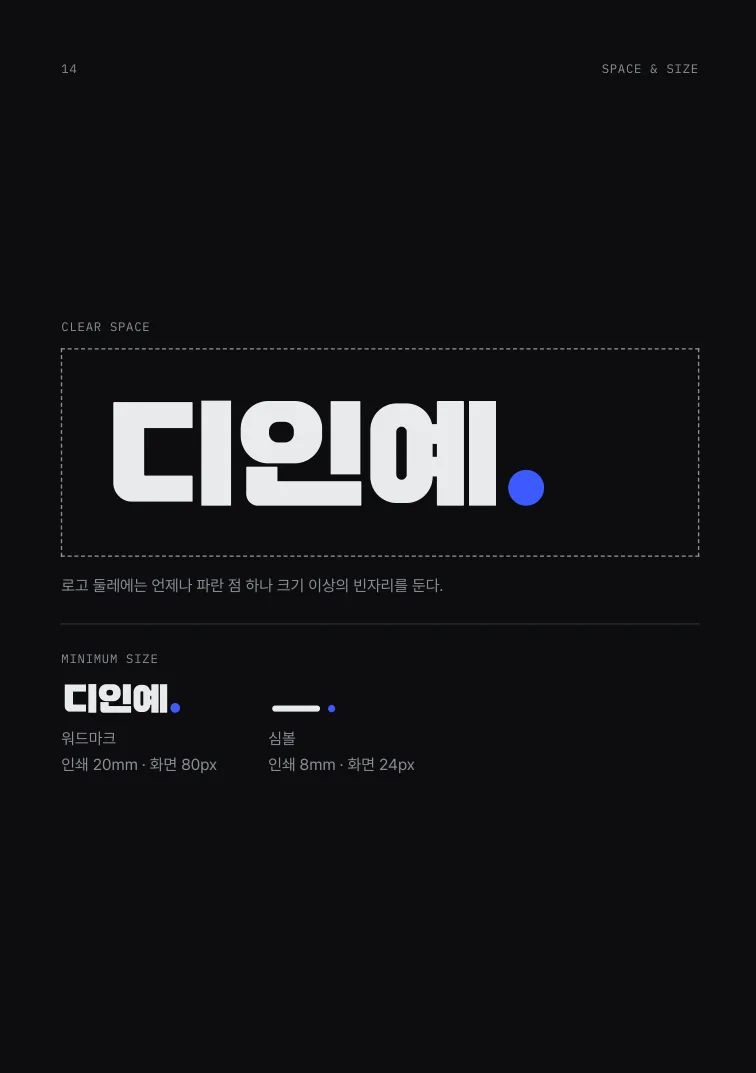 14
SPACE & SIZE
CLEAR SPACE
디인예.
로고 둘레에는 언제나 파란 점 하나 크기 이상의 빈자리를 둔다.
MINIMUM SIZE
디인예.
워드마크
인쇄 20mm · 화면 80px
심볼
인쇄 8mm · 화면 24px